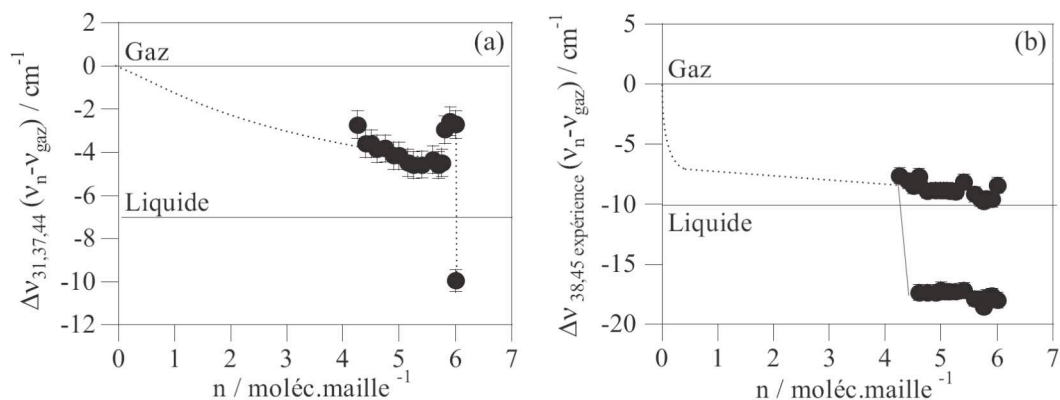 (a)
Gaz
Liquide
2
0
-2
-4
-6
-8
-10
-12
0 1 2 3 4 5 6 7
n / moléc.maille ⁻¹
Δν31,37,44 (νn-νgaz) / cm⁻¹
(b)
Gaz
Liquide
5
0
-5
-10
-15
-20
0 1 2 3 4 5 6 7
n / moléc.maille ⁻¹
Δν 38,45 expérience (νn-νgaz) / cm⁻¹